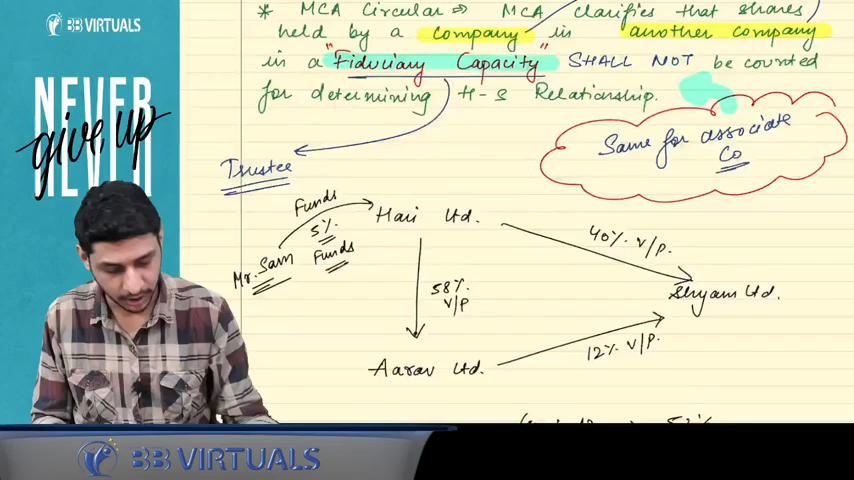 BB VIRTUALS
NEVER
give up
NEVER
* MCA Circular ⇒ MCA clarifies that shares
held by a company in another company
in a "Fiduciary Capacity" SHALL NOT be counted
for determining H-S Relationship.
Same for associate
Co
Trustee
Funds
5%
Funds
Mr. Sam
Hari Ltd.
40% V/P.
58%
V/P
Shyam Ltd.
Aarav Ltd.
12% V/P.
BB VIRTUALS